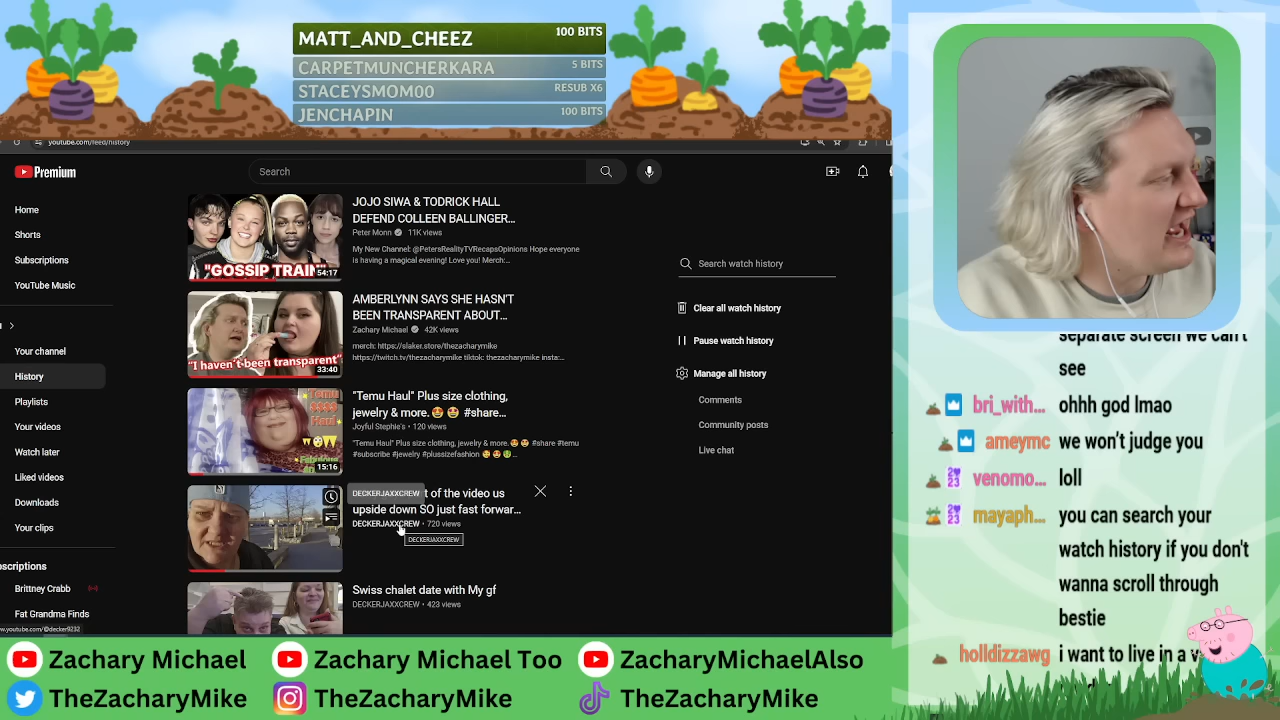 MATT_AND_CHEEZ 100 BITS
CARPETMUNCHERKARA 5 BITS
STACEYSMOM00 RESUB X6
JENCHAPIN 100 BITS
youtube.com/feed/history
Premium
Search
Home
Shorts
Subscriptions
YouTube Music
Your channel
History
Playlists
Your videos
Watch later
Liked videos
Downloads
Your clips
scriptions
Brittney Crabb
Fat Grandma Finds
w.youtube.com/@decker9232
"GOSSIP TRAIN
54:17
JOJO SIWA & TODRICK HALL
DEFEND COLLEEN BALLINGER...
Peter Monn • 11K views
My New Channel: @PetersRealityTVRecapsOpinions Hope everyone
is having a magical evening! Love you! Merch:...
"I haven't been transparent"
33:40
AMBERLYNN SAYS SHE HASN'T
BEEN TRANSPARENT ABOUT...
Zachary Michael • 42K views
merch: https://slaker.store/thezacharymike
https://twitch.tv/thezacharymike tiktok: thezacharymike insta:...
Temu
Haul
15:16
"Temu Haul" Plus size clothing,
jewelry & more. 🤩 🤩 #share...
Joyful Stephie's • 120 views
"Temu Haul" Plus size clothing, jewelry & more. 🤩 #share #temu
#subscribe #jewelry #plussizefashion
DECKERJAXXCREW t of the video us
upside down SO just fast forwar...
DECKERJAXXCREW • 720 views
DECKERJAXXCREW
Swiss chalet date with My gf
DECKERJAXXCREW • 423 views
Search watch history
Clear all watch history
Pause watch history
Manage all history
Comments
Community posts
Live chat
separate screen we can't
see
bri_with... ohhh god lmao
ameymc we won't judge you
venomo... loll
mayaph... you can search your
watch history if you don't
wanna scroll through
bestie
holldizzawg i want to live in a
Zachary Michael Zachary Michael Too ZacharyMichaelAlso
TheZacharyMike TheZacharyMike TheZacharyMike